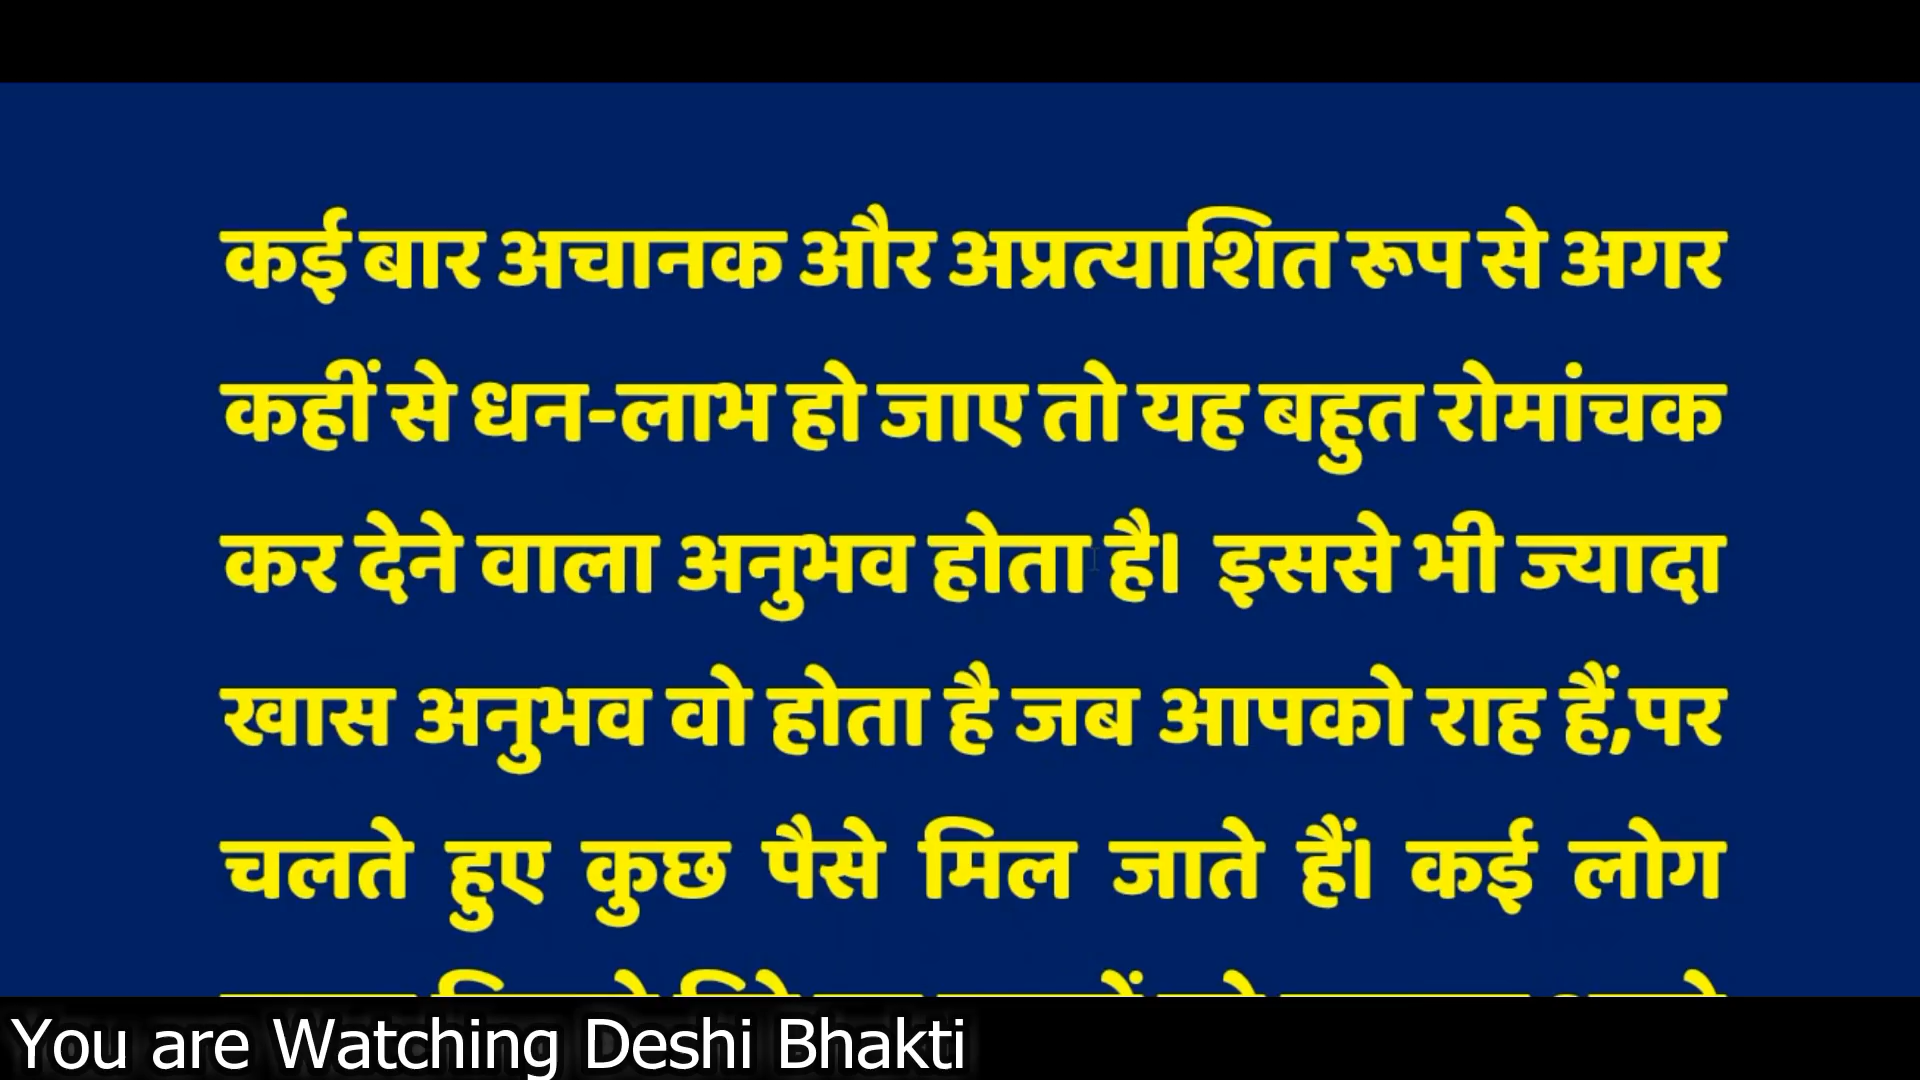 कई बार अचानक और अप्रत्याशित रूप से अगर
कहीं से धन-लाभ हो जाए तो यह बहुत रोमांचक
कर देने वाला अनुभव होता है। इससे भी ज्यादा
खास अनुभव वो होता है जब आपको राह हैं,पर
चलते हुए कुछ पैसे मिल जाते हैं। कई लोग
You are Watching Deshi Bhakti